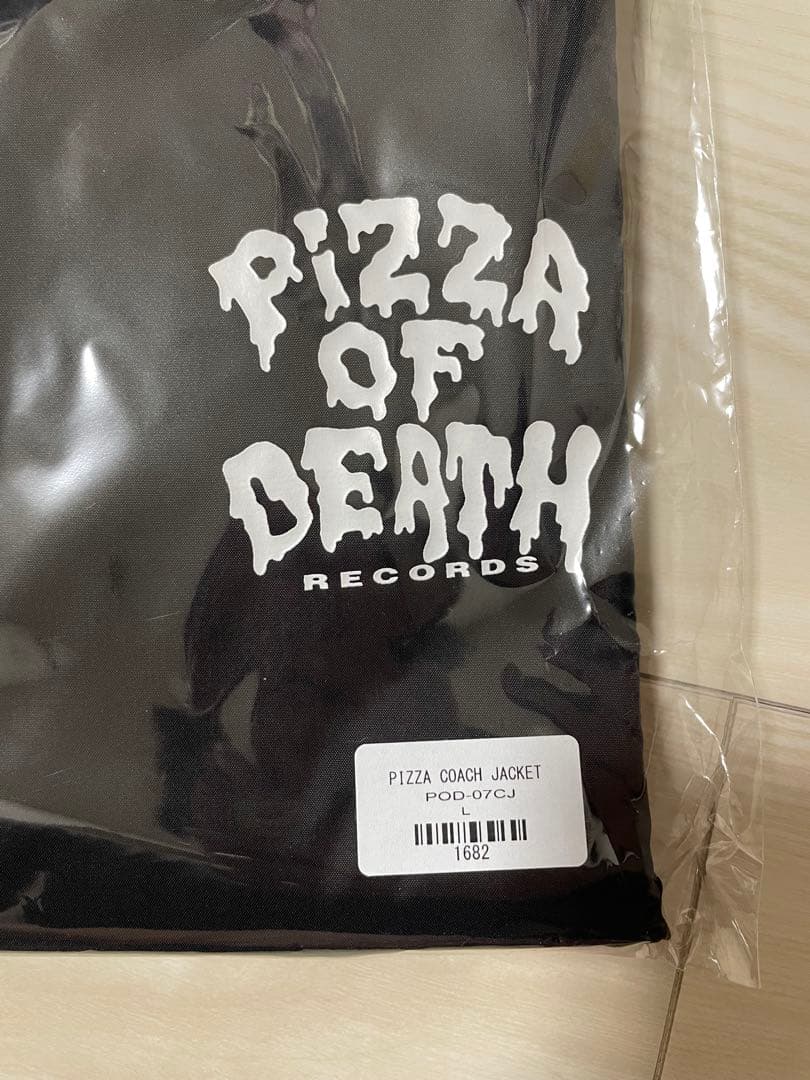 PiZZA
OF
DEATH
RECORDS
PIZZA COACH JACKET
POD-07CJ
L
1682